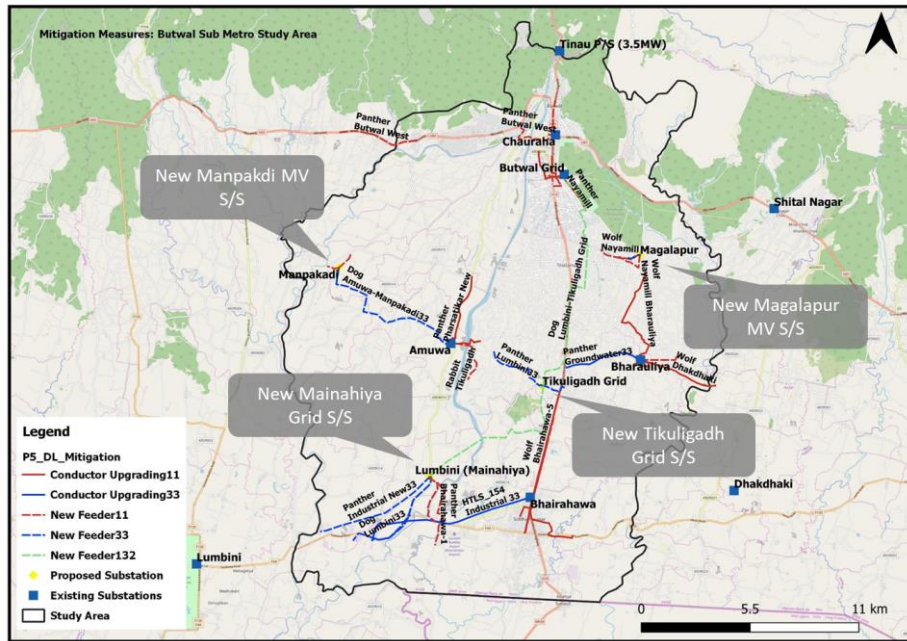 Mitigation Measures: Butwal Sub Metro Study Area
Tinau P/S (3.5MW)
Panther
Butwal West
Panther
Butwal West
Chauraha
Butwal Grid
Panther
Nayamill
Shital Nagar
New Manpakdi MV
S/S
Wolf
Nayamill
Magalapur
Manpakadi
Dog
Amuwa-Manpakadi33
Panther
Pharsatikar New
Dog
Lumbini-Tikuligadh Grid
Wolf
Nayamill Bharauliya
New Magalapur
MV S/S
Amuwa
Rabbit
Tikuligadh
Panther
Lumbini33
Panther
Groundwater33
Bharauliya
Wolf
Dhakdhaki
Tikuligadh Grid
New Mainahiya
Grid S/S
New Tikuligadh
Grid S/S
Wolf
Bhairahawa-5
Lumbini (Mainahiya)
Panther
Industrial New33
Dog
Lumbini33
Panther
Bhairahawa-1
HTLS_154
Industrial 33
Bhairahawa
Dhakdhaki
Lumbini
Legend
P5_DL_Mitigation
Conductor Upgrading11
Conductor Upgrading33
New Feeder11
New Feeder33
New Feeder132
Proposed Substation
Existing Substations
Study Area
0 5.5 11 km